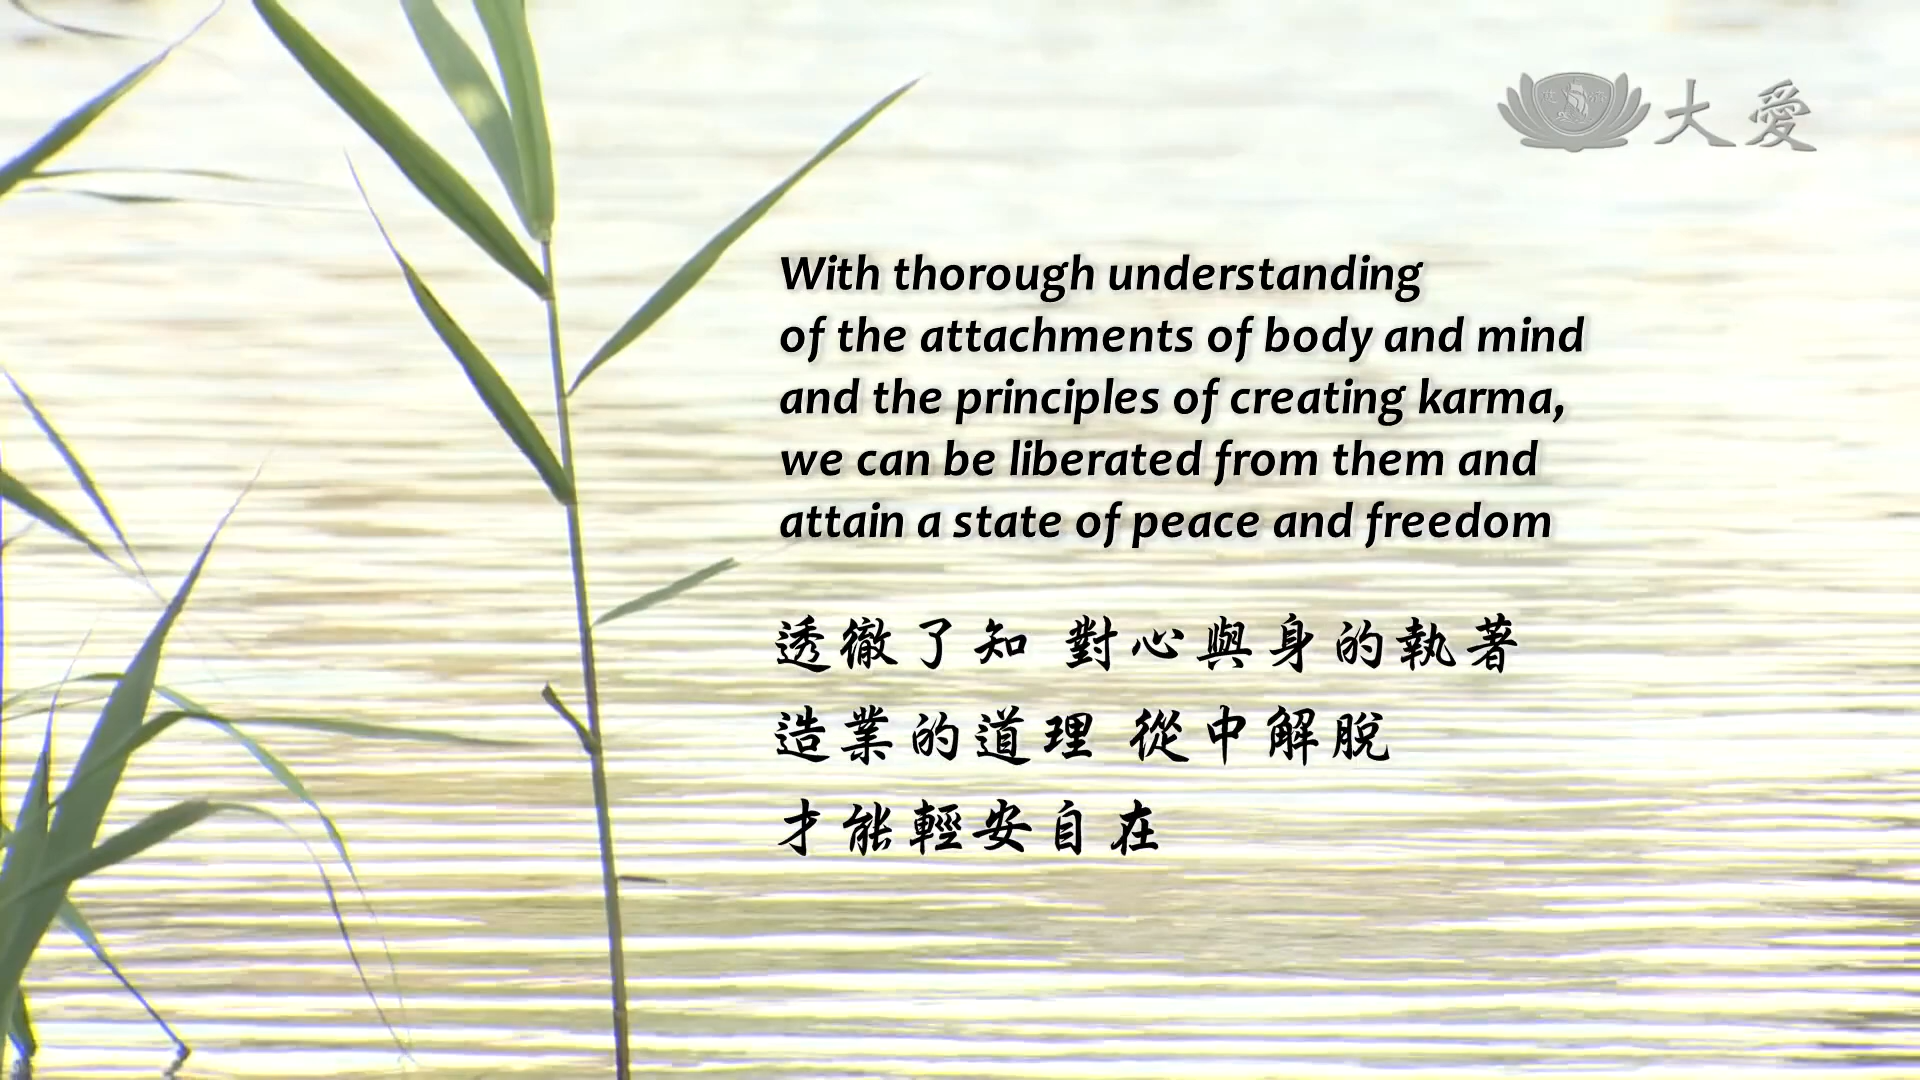 大愛
With thorough understanding
of the attachments of body and mind
and the principles of creating karma,
we can be liberated from them and
attain a state of peace and freedom
透徹了知 對心與身的執著
造業的道理 從中解脫
才能輕安自在